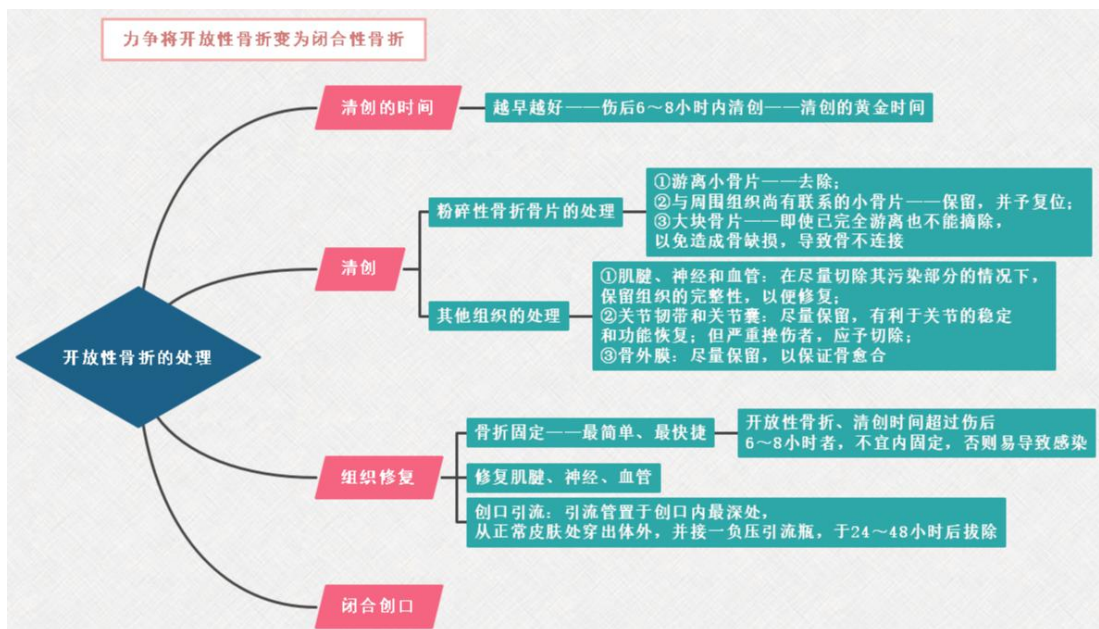 力争将开放性骨折变为闭合性骨折
清创的时间
越早越好——伤后6～8小时内清创——清创的黄金时间
粉碎性骨折骨片的处理
①游离小骨片——去除；
②与周围组织尚有联系的小骨片——保留，并予复位；
③大块骨片——即使已完全游离也不能摘除，
以免造成骨缺损，导致骨不连接
清创
其他组织的处理
①肌腱、神经和血管：在尽量切除其污染部分的情况下，
保留组织的完整性，以便修复；
②关节韧带和关节囊：尽量保留，有利于关节的稳定
和功能恢复；但严重挫伤者，应予切除；
③骨外膜：尽量保留，以保证骨愈合
开放性骨折的处理
组织修复
骨折固定——最简单、最快捷
开放性骨折、清创时间超过伤后
6～8小时者，不宜内固定，否则易导致感染
修复肌腱、神经、血管
创口引流：引流管置于创口内最深处，
从正常皮肤处穿出体外，并接一负压引流瓶，于24～48小时后拔除
闭合创口